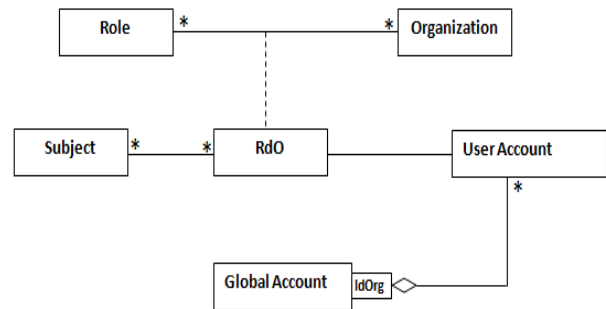 Role * * Organization
Subject * * RdO User Account
*
Global Account IdOrg